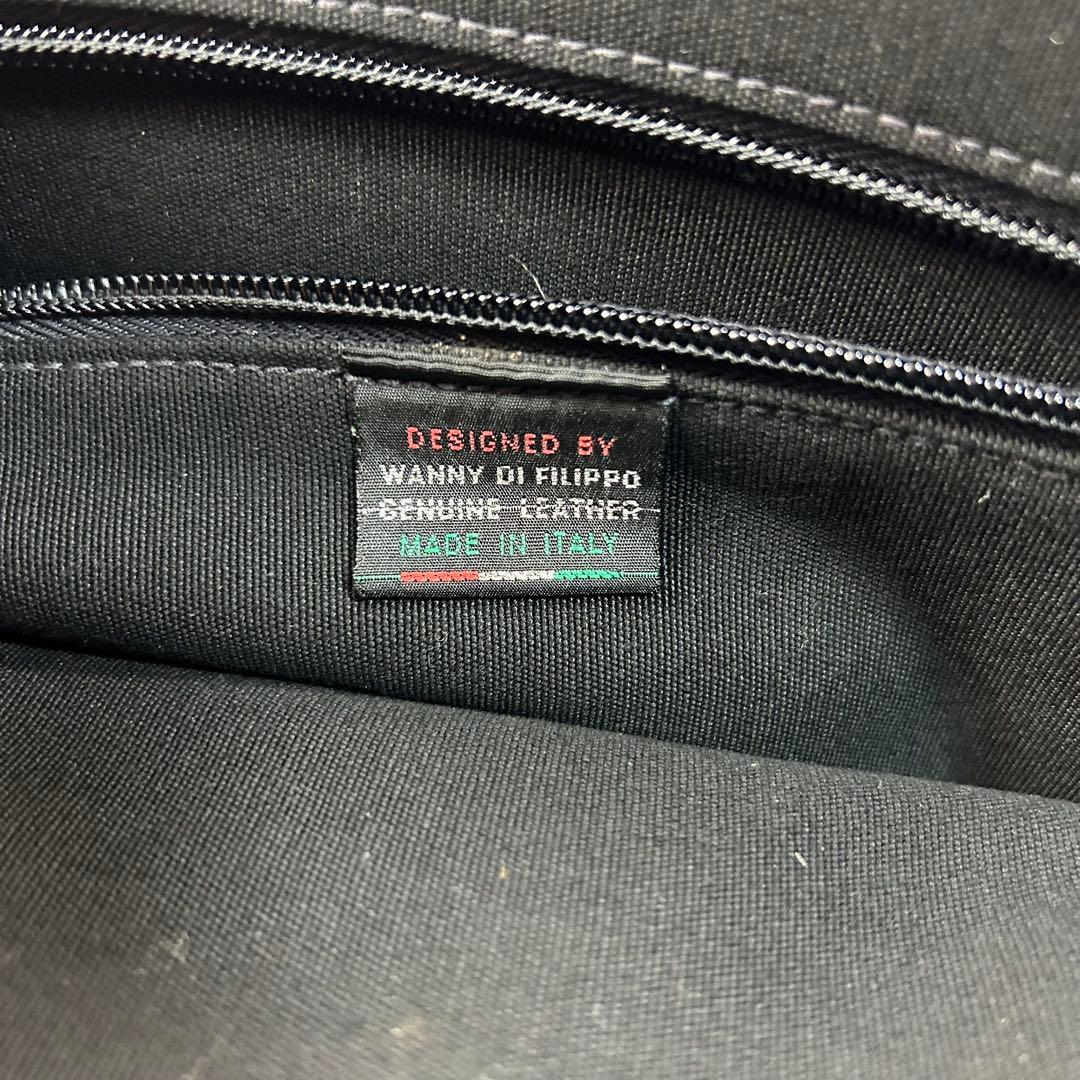 DESIGNED BY
WANNY DI FILIPPO
GENUINE LEATHER
MADE IN ITALY